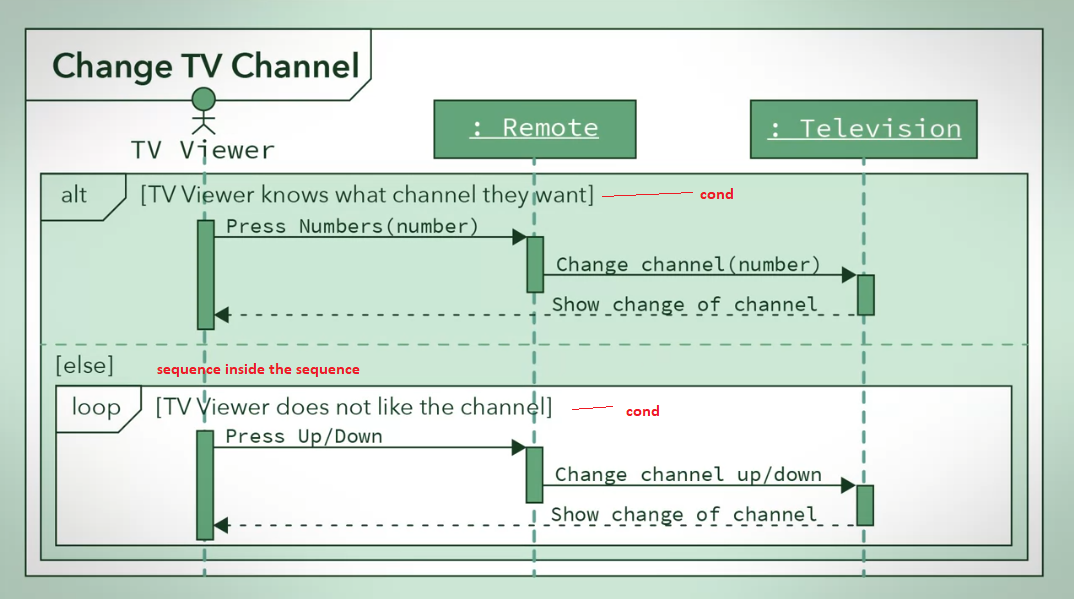 Change TV Channel
TV Viewer
: Remote
: Television
alt
[TV Viewer knows what channel they want]
cond
Press Numbers(number)
Change channel(number)
Show change of channel
[else]
sequence inside the sequence
loop
[TV Viewer does not like the channel]
cond
Press Up/Down
Change channel up/down
Show change of channel